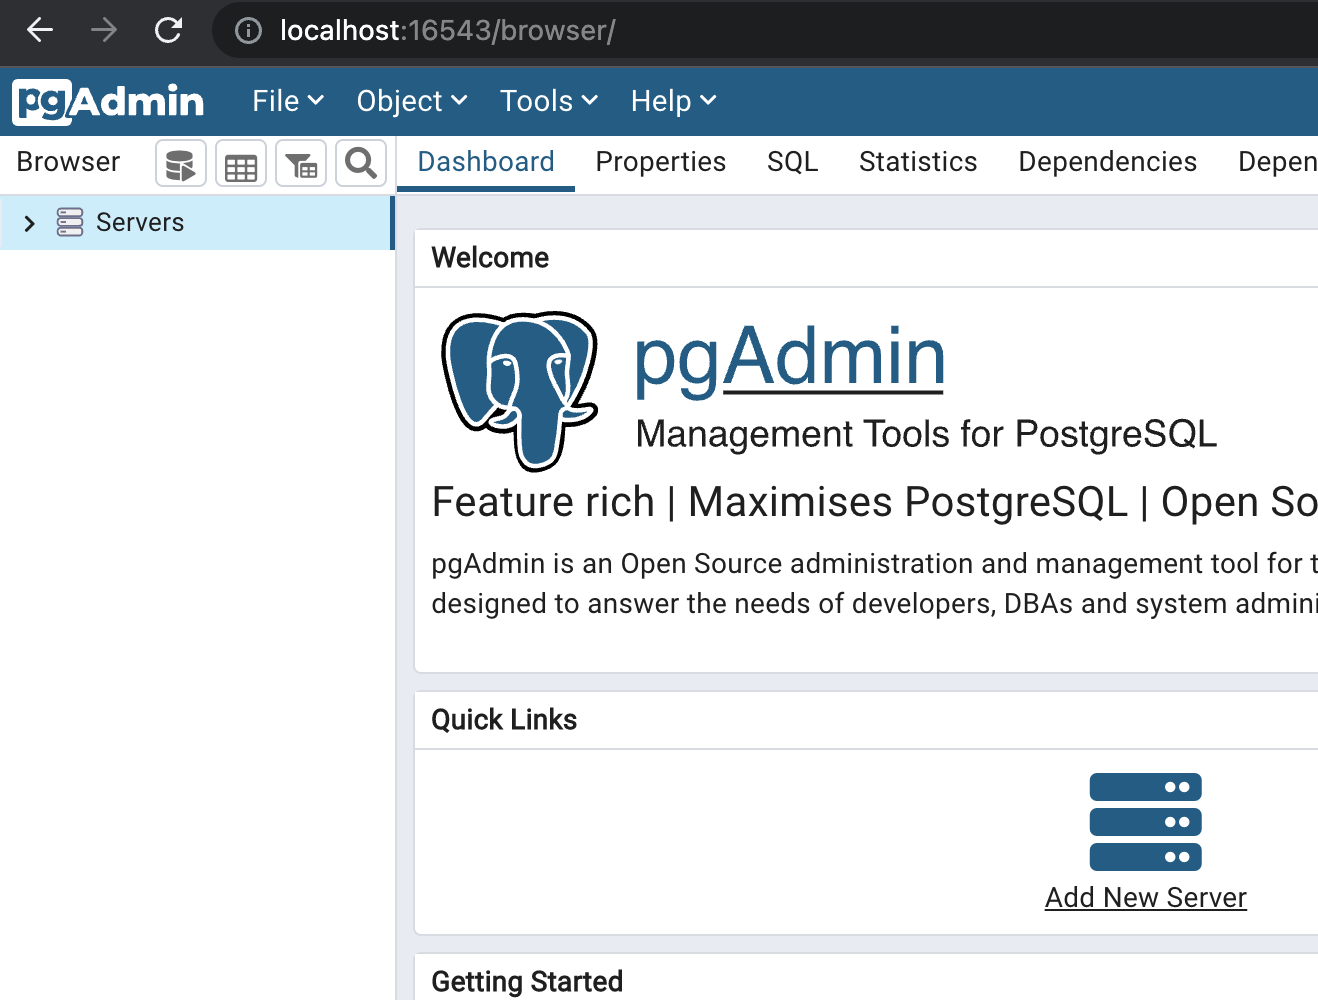 localhost:16543/browser/
pgAdmin File Object Tools Help
Browser Dashboard Properties SQL Statistics Dependencies Depen
Servers
Welcome
pgAdmin
Management Tools for PostgreSQL
Feature rich | Maximises PostgreSQL | Open So
pgAdmin is an Open Source administration and management tool for t
designed to answer the needs of developers, DBAs and system admini
Quick Links
Add New Server
Getting Started